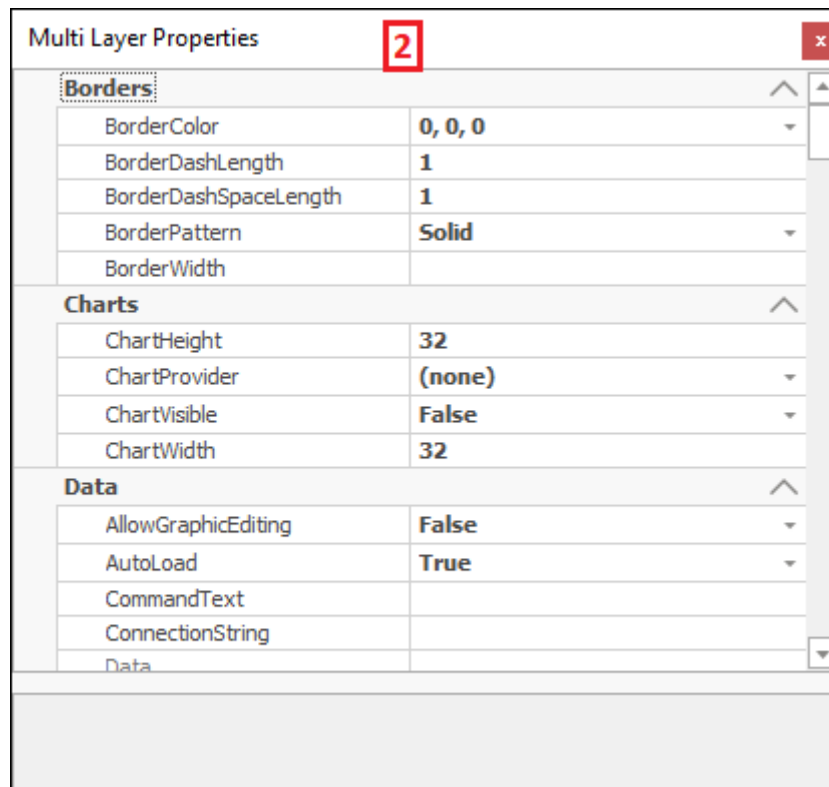 Multi Layer Properties 2 x
Borders
BorderColor 0, 0, 0
BorderDashLength 1
BorderDashSpaceLength 1
BorderPattern Solid
BorderWidth
Charts
ChartHeight 32
ChartProvider (none)
ChartVisible False
ChartWidth 32
Data
AllowGraphicEditing False
AutoLoad True
CommandText
ConnectionString
Data